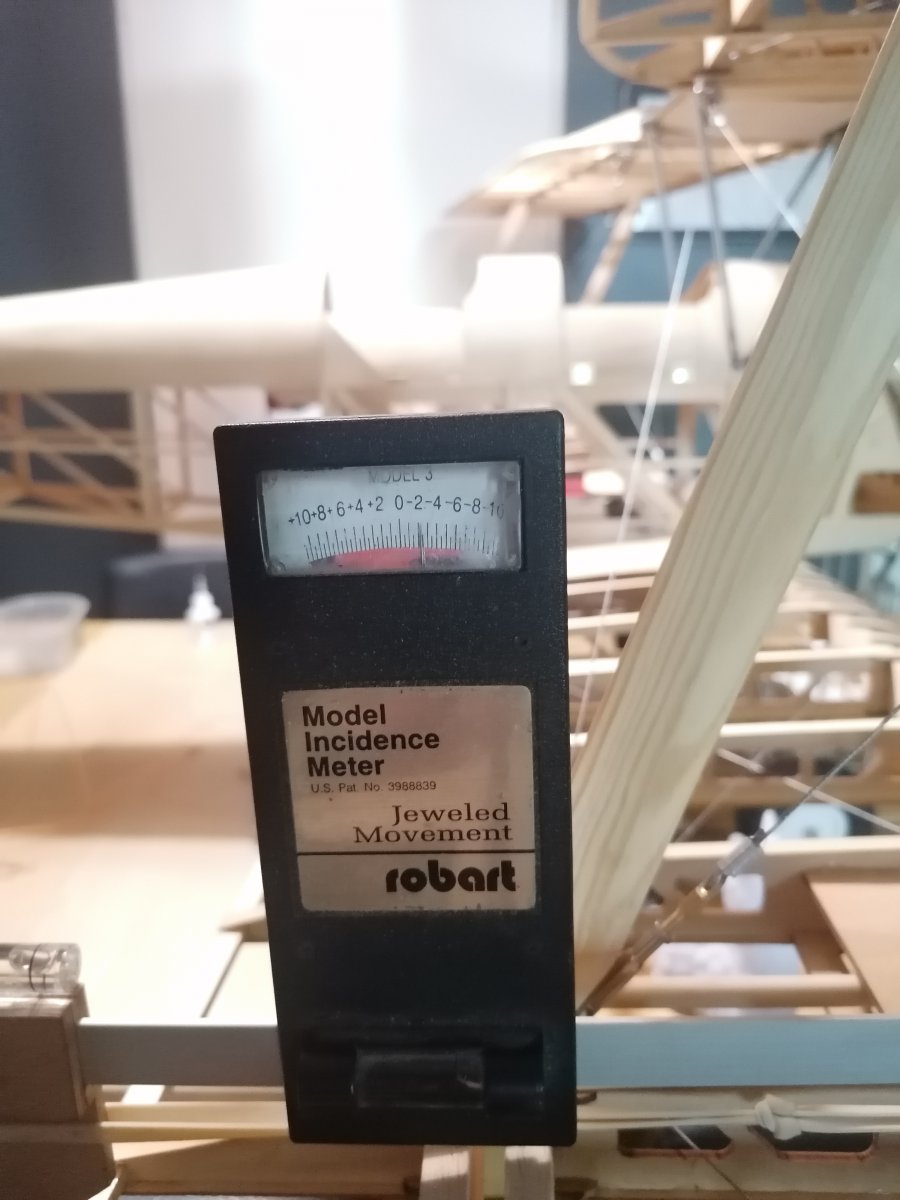 MODEL 3
+10+8+6+4+2 0-2-4-6-8-10
Model
Incidence
Meter
U.S. Pat. No. 3988839
Jeweled
Movement
robart